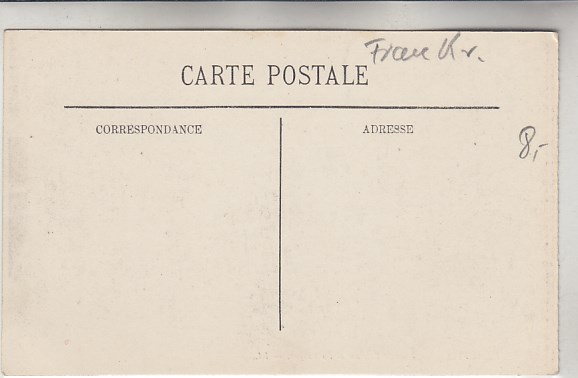 Frankr.
CARTE POSTALE
CORRESPONDANCE
ADRESSE
8,-